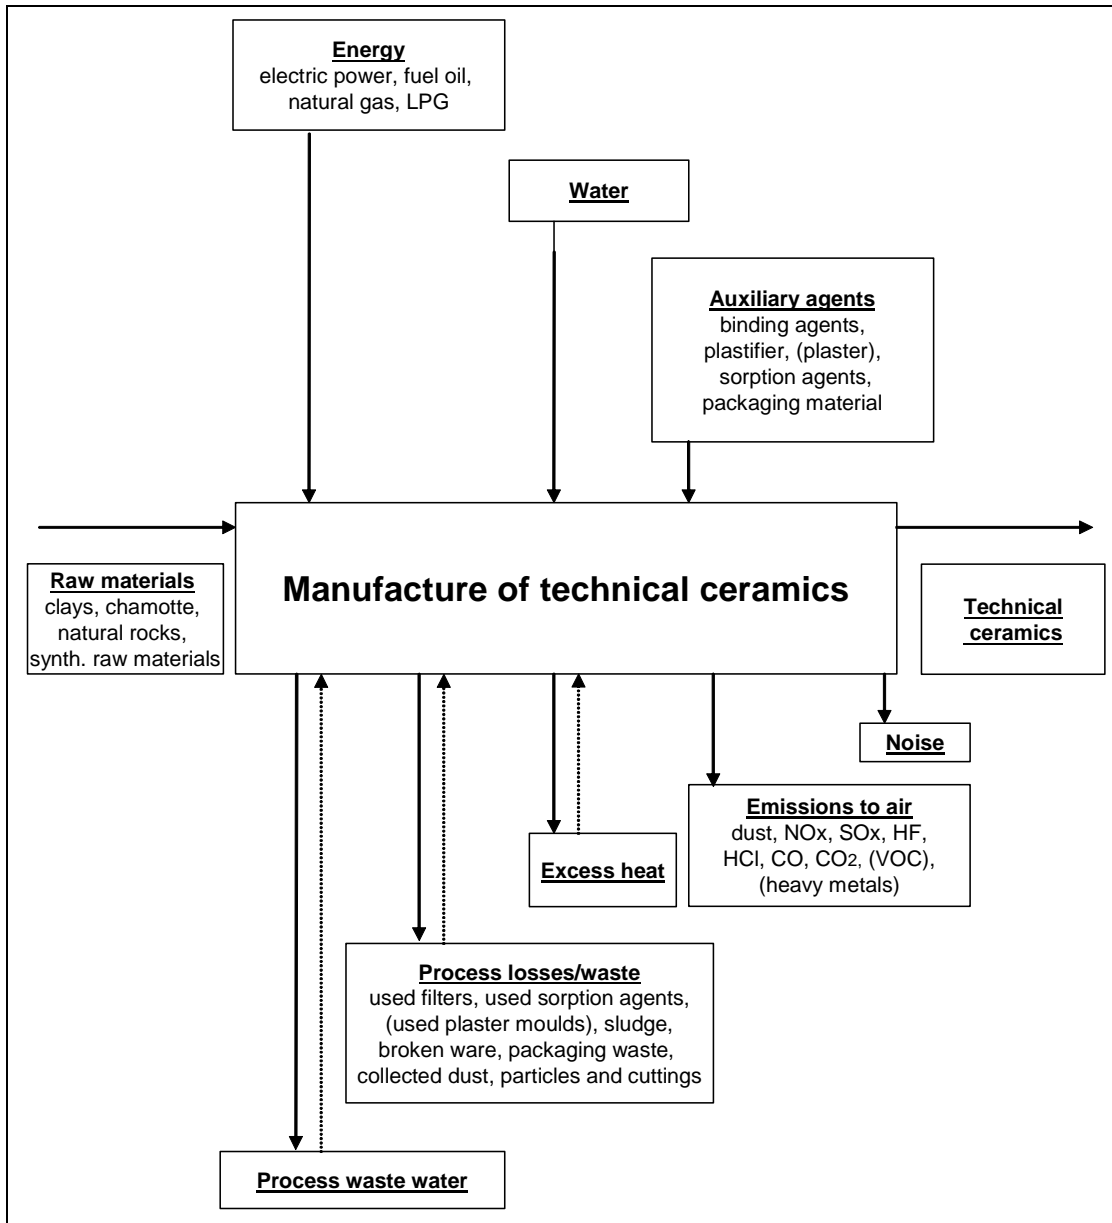 Energy
electric power, fuel oil,
natural gas, LPG
Water
Auxiliary agents
binding agents,
plastifier, (plaster),
sorption agents,
packaging material
Manufacture of technical ceramics
Raw materials
clays, chamotte,
natural rocks,
synth. raw materials
Technical
ceramics
Noise
Emissions to air
dust, NOx, SOx, HF,
HCl, CO, CO2, (VOC),
(heavy metals)
Excess heat
Process losses/waste
used filters, used sorption agents,
(used plaster moulds), sludge,
broken ware, packaging waste,
collected dust, particles and cuttings
Process waste water